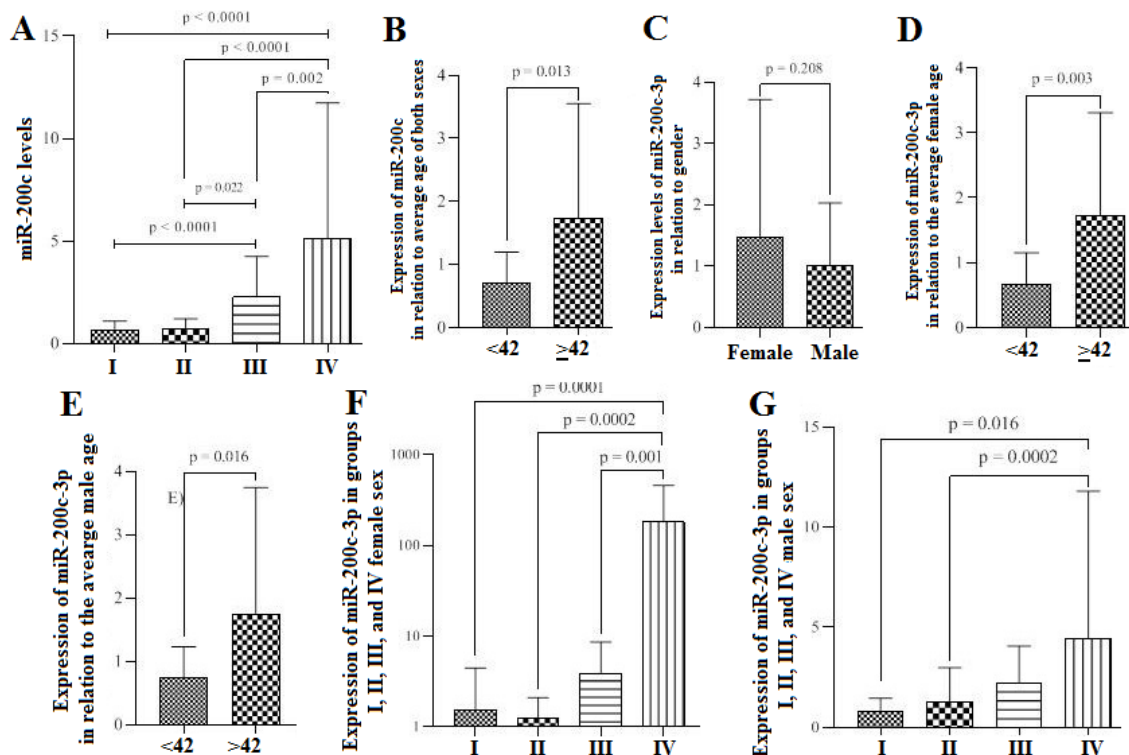 A
miR-200c levels
p < 0.0001
p < 0.0001
p = 0.002
p = 0.022
p < 0.0001
15
10
5
0
I II III IV
B
Expression of miR-200c
in relation to average age of both sexes
p = 0.013
4
3
2
1
0
<42 ≥42
C
Expression levels of miR-200c-3p
in relation to gender
p = 0.208
4
3
2
1
0
Female Male
D
Expression of miR-200c-3p
in relation to the average female age
p = 0.003
4
3
2
1
0
<42 ≥42
E
Expression of miR-200c-3p
in relation to the avearge male age
p = 0.016
E)
4
3
2
1
0
<42 >42
F
Expression of miR-200c-3p in groups
I, II, III, and IV female sex
p = 0.0001
p = 0.0002
p = 0.001
1000
100
10
1
I II III IV
G
Expression of miR-200c-3p in groups
I, II, III, and IV male sex
p = 0.016
p = 0.0002
15
10
5
0
I II III IV